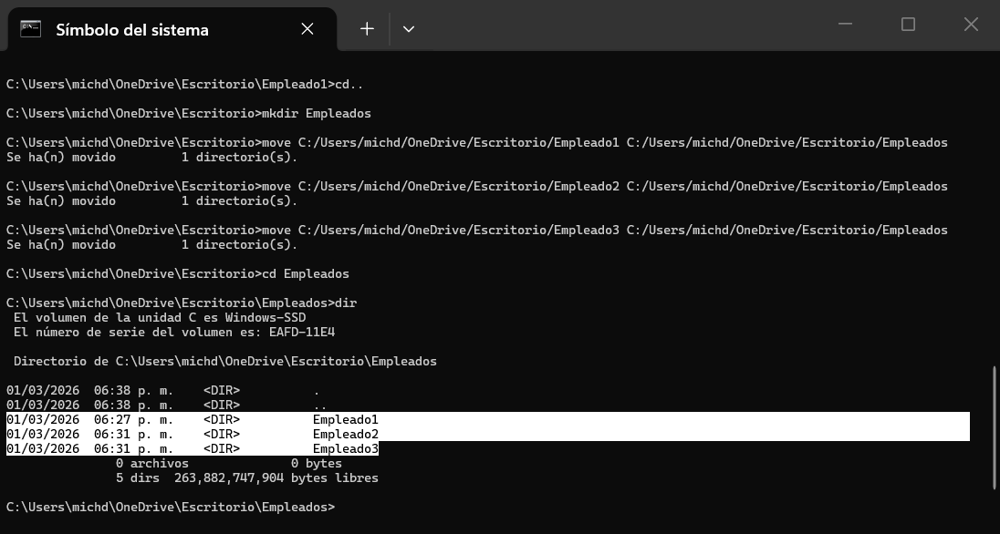 Símbolo del sistema
C:\Users\michd\OneDrive\Escritorio\Empleado1>cd..
C:\Users\michd\OneDrive\Escritorio>mkdir Empleados
C:\Users\michd\OneDrive\Escritorio>move C:/Users/michd/OneDrive/Escritorio/Empleado1 C:/Users/michd/OneDrive/Escritorio/Empleados
Se ha(n) movido         1 directorio(s).
C:\Users\michd\OneDrive\Escritorio>move C:/Users/michd/OneDrive/Escritorio/Empleado2 C:/Users/michd/OneDrive/Escritorio/Empleados
Se ha(n) movido         1 directorio(s).
C:\Users\michd\OneDrive\Escritorio>move C:/Users/michd/OneDrive/Escritorio/Empleado3 C:/Users/michd/OneDrive/Escritorio/Empleados
Se ha(n) movido         1 directorio(s).
C:\Users\michd\OneDrive\Escritorio>cd Empleados
C:\Users\michd\OneDrive\Escritorio\Empleados>dir
 El volumen de la unidad C es Windows-SSD
 El número de serie del volumen es: EAFD-11E4
 Directorio de C:\Users\michd\OneDrive\Escritorio\Empleados
01/03/2026  06:38 p. m.    <DIR>          .
01/03/2026  06:38 p. m.    <DIR>          ..
01/03/2026  06:27 p. m.    <DIR>          Empleado1
01/03/2026  06:31 p. m.    <DIR>          Empleado2
01/03/2026  06:31 p. m.    <DIR>          Empleado3
               0 archivos              0 bytes
               5 dirs  263,882,747,904 bytes libres
C:\Users\michd\OneDrive\Escritorio\Empleados>